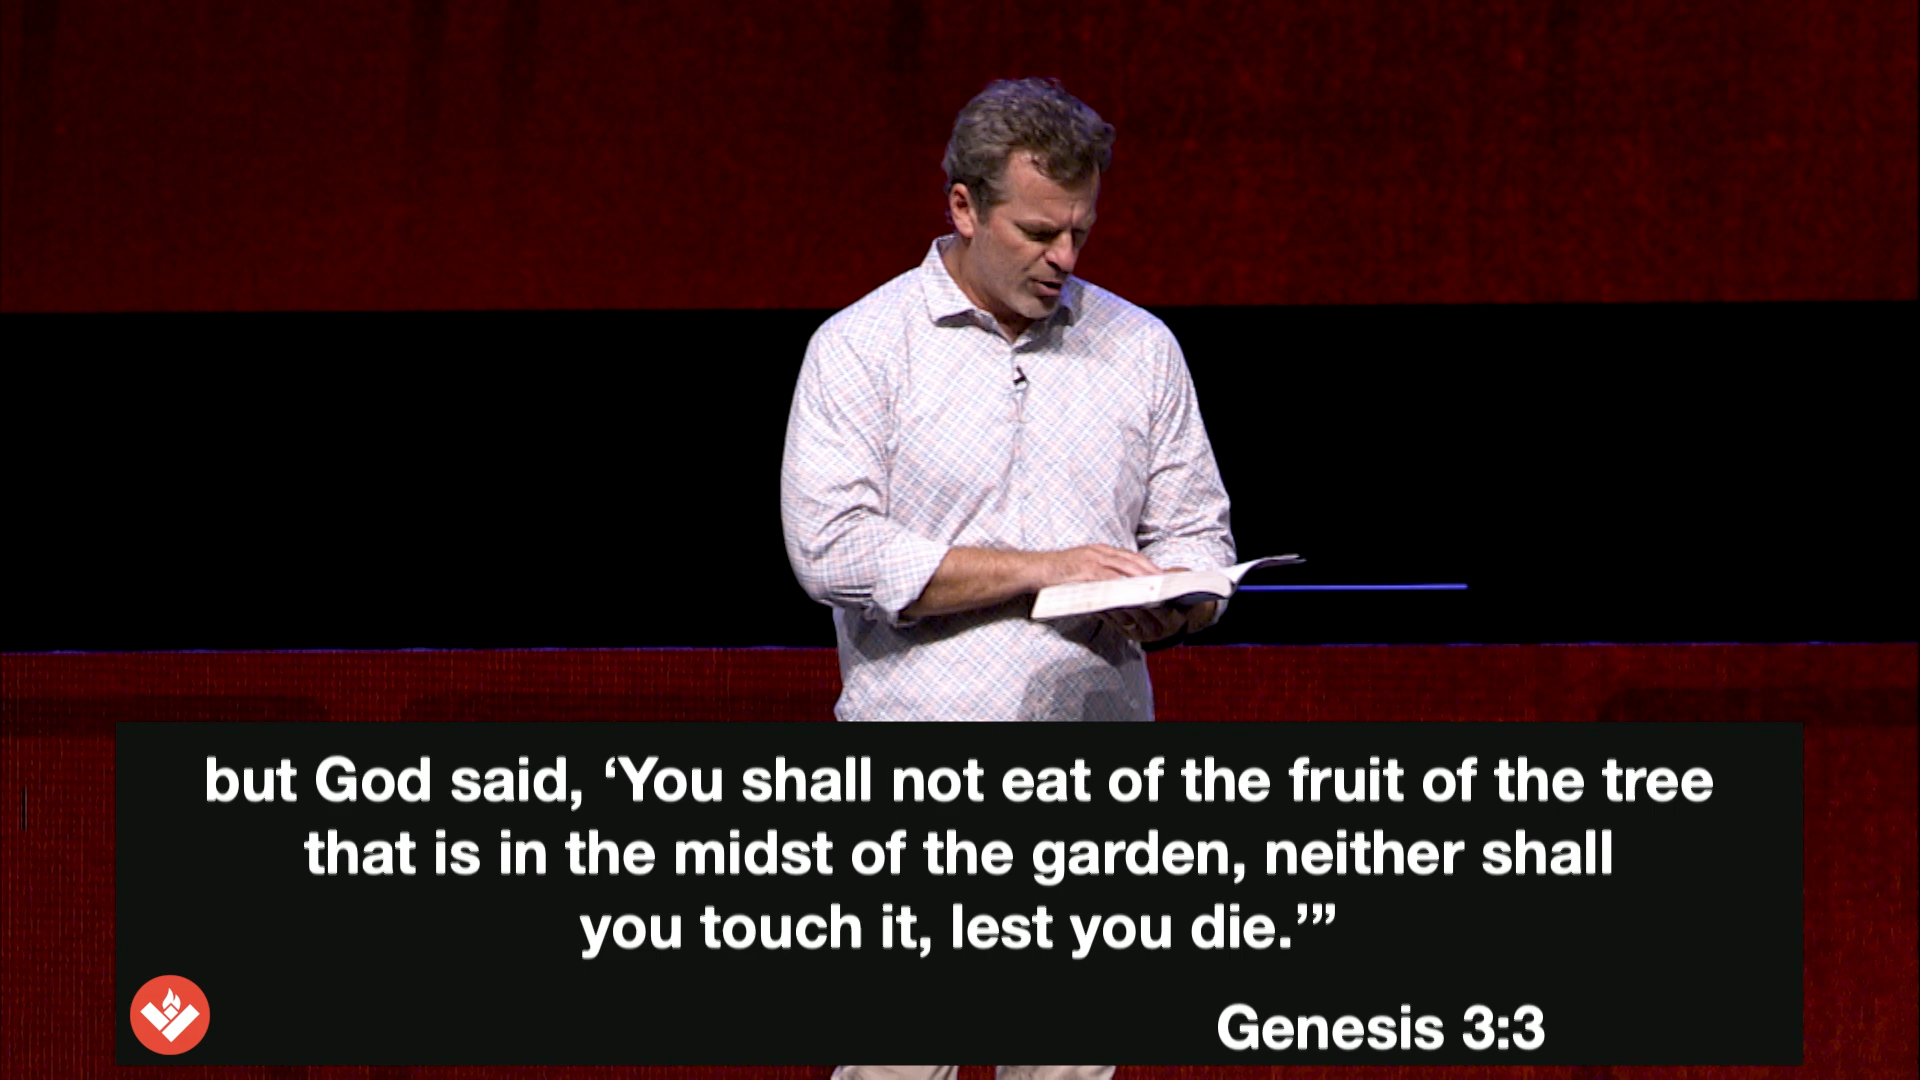 but God said, ‘You shall not eat of the fruit of the tree
that is in the midst of the garden, neither shall
you touch it, lest you die.’”
Genesis 3:3